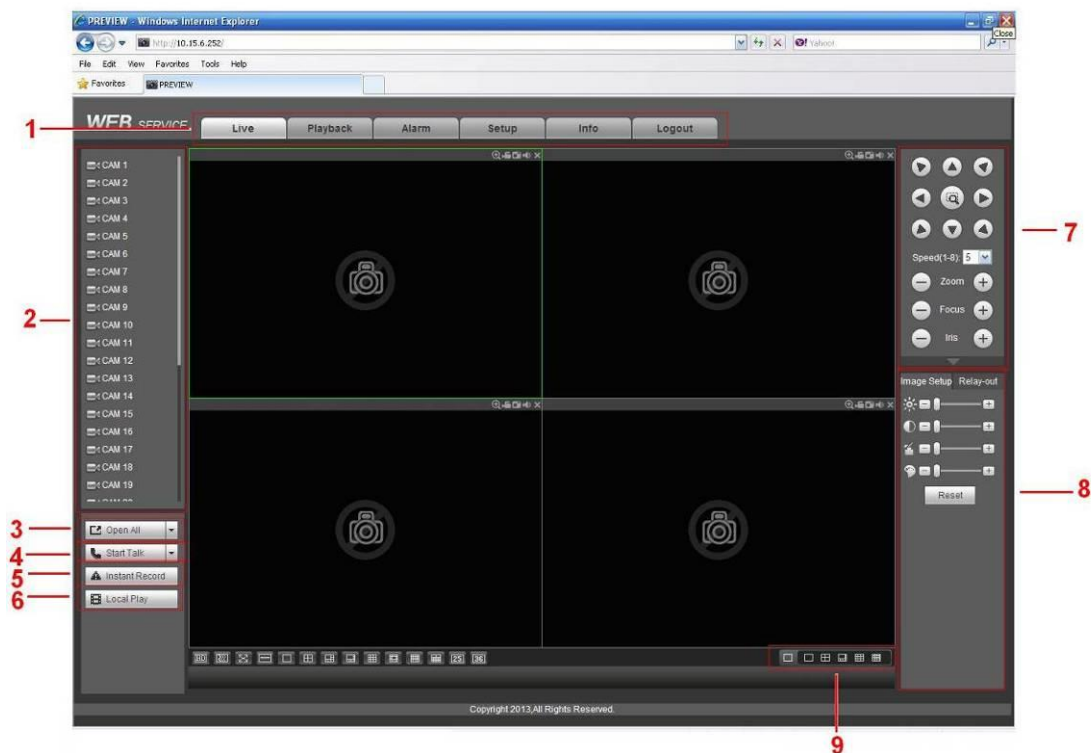 PREVIEW - Windows Internet Explorer
Close
http://10.15.6.252/
Yahoo!
File Edit View Favorites Tools Help
Favorites PREVIEW
1
WEB SERVICE
Live Playback Alarm Setup Info Logout
2
CAM 1
CAM 2
CAM 3
CAM 4
CAM 5
CAM 6
CAM 7
CAM 8
CAM 9
CAM 10
CAM 11
CAM 12
CAM 13
CAM 14
CAM 15
CAM 16
CAM 17
CAM 18
CAM 19
3
Open All
4
Start Talk
5
Instant Record
6
Local Play
7
Speed(1-8): 5
Zoom
Focus
Iris
Image Setup Relay-out
8
Reset
25 36
9
Copyright 2013,All Rights Reserved.